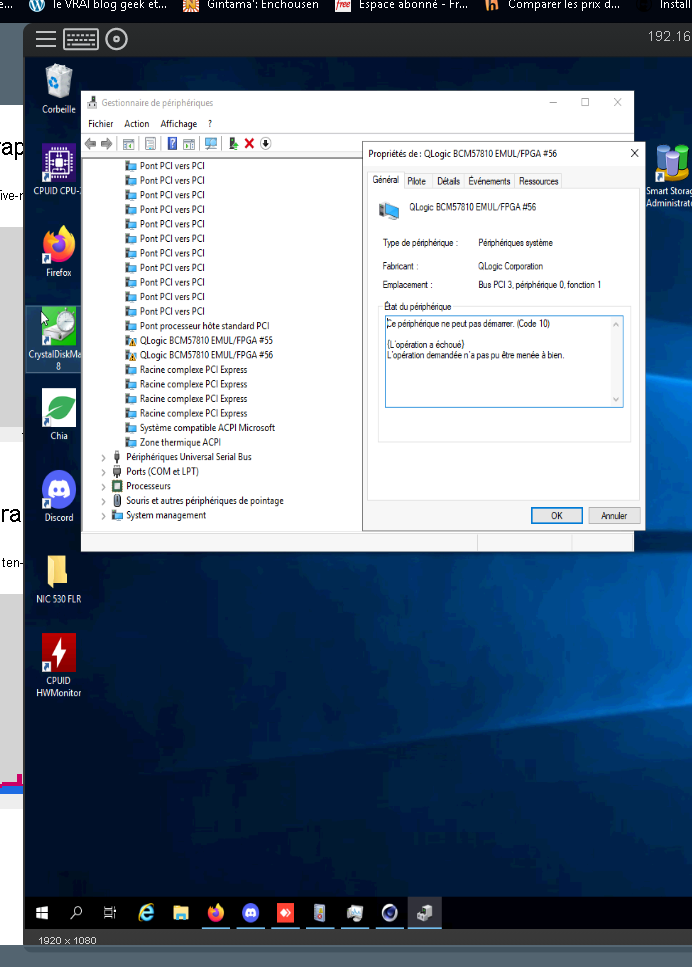 le VRAI blog geek et...
Gintama': Enchousen
free
Espace abonné - Fr...
Comparer les prix d...
Install
192.16
Corbeille
Gestionnaire de périphériques
Fichier Action Affichage ?
Pont PCI vers PCI
Pont PCI vers PCI
Pont PCI vers PCI
Pont PCI vers PCI
Pont PCI vers PCI
Pont PCI vers PCI
Pont PCI vers PCI
Pont PCI vers PCI
Pont PCI vers PCI
Pont PCI vers PCI
Pont PCI vers PCI
Pont processeur hôte standard PCI
QLogic BCM57810 EMUL/FPGA #55
QLogic BCM57810 EMUL/FPGA #56
Racine complexe PCI Express
Racine complexe PCI Express
Racine complexe PCI Express
Racine complexe PCI Express
Système compatible ACPI Microsoft
Zone thermique ACPI
Périphériques Universal Serial Bus
Ports (COM et LPT)
Processeurs
Souris et autres périphériques de pointage
System management
Propriétés de : QLogic BCM57810 EMUL/FPGA #56
Général Pilote Détails Événements Ressources
QLogic BCM57810 EMUL/FPGA #56
Type de périphérique : Périphériques système
Fabricant : QLogic Corporation
Emplacement : Bus PCI 3, périphérique 0, fonction 1
État du périphérique
Ce périphérique ne peut pas démarrer. (Code 10)
{L'opération a échoué}
L'opération demandée n'a pas pu être menée à bien.
OK Annuler
Smart Storag
Administrato
CPUID CPU-
Firefox
CrystalDiskMa
8
Chia
Discord
NIC 530 FLR
CPUID
HWMonitor
rap
ive-r
ra
ten-
1920 x 1080